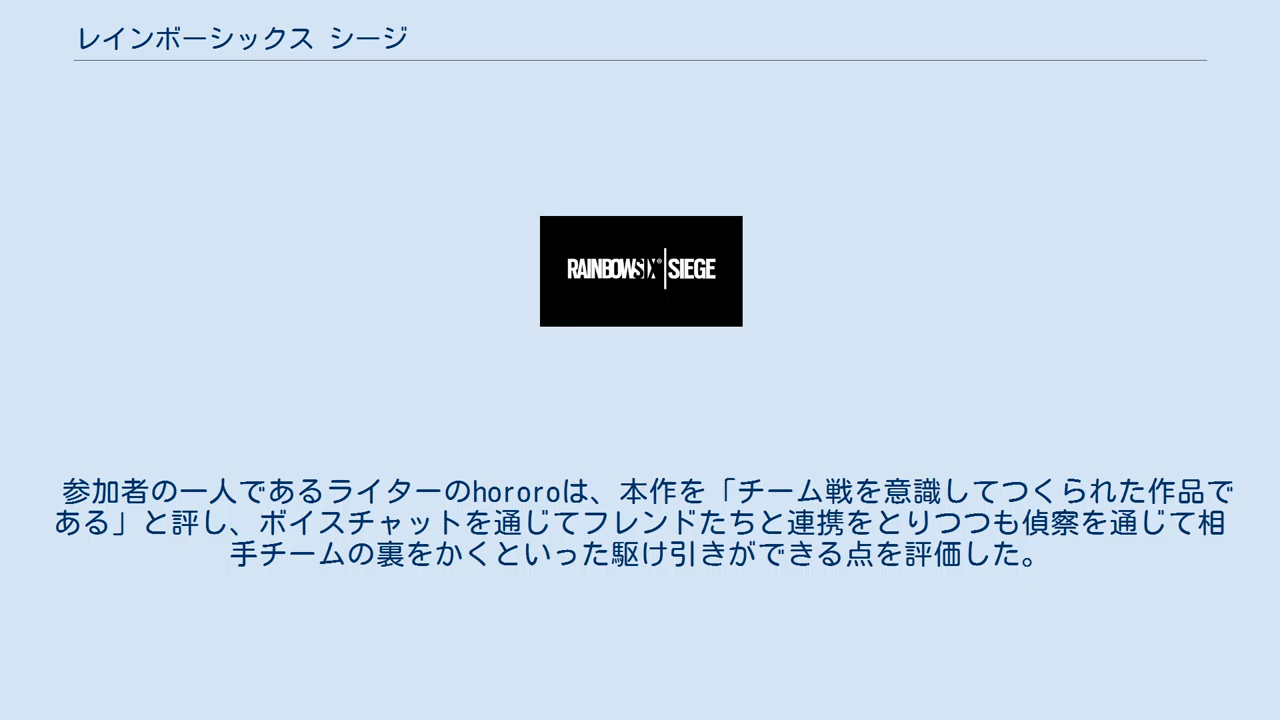 レインボーシックス シージ
RAINBOWSIX® SIEGE
参加者の一人であるライターのhororoは、本作を「チーム戦を意識してつくられた作品で
ある」と評し、ボイスチャットを通じてフレンドたちと連携をとりつつも偵察を通じて相
手チームの裏をかくといった駆け引きができる点を評価した。